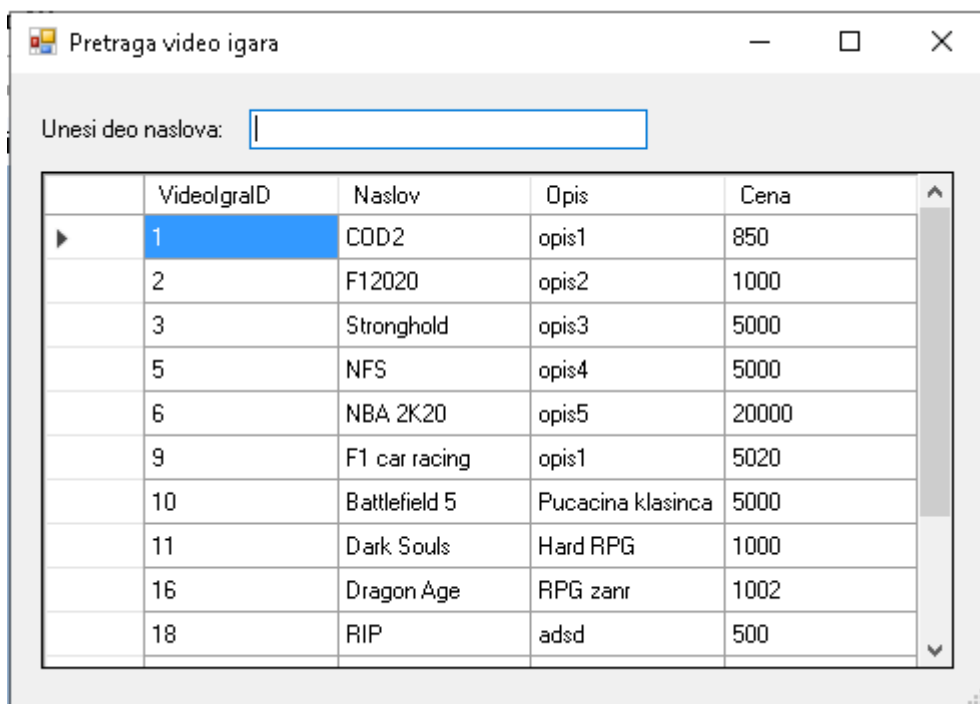 Pretraga video igara
Unesi deo naslova:
VideoIgraID Naslov Opis Cena
1 COD2 opis1 850
2 F12020 opis2 1000
3 Stronghold opis3 5000
5 NFS opis4 5000
6 NBA 2K20 opis5 20000
9 F1 car racing opis1 5020
10 Battlefield 5 Pucacina klasinca 5000
11 Dark Souls Hard RPG 1000
16 Dragon Age RPG zanr 1002
18 RIP adsd 500